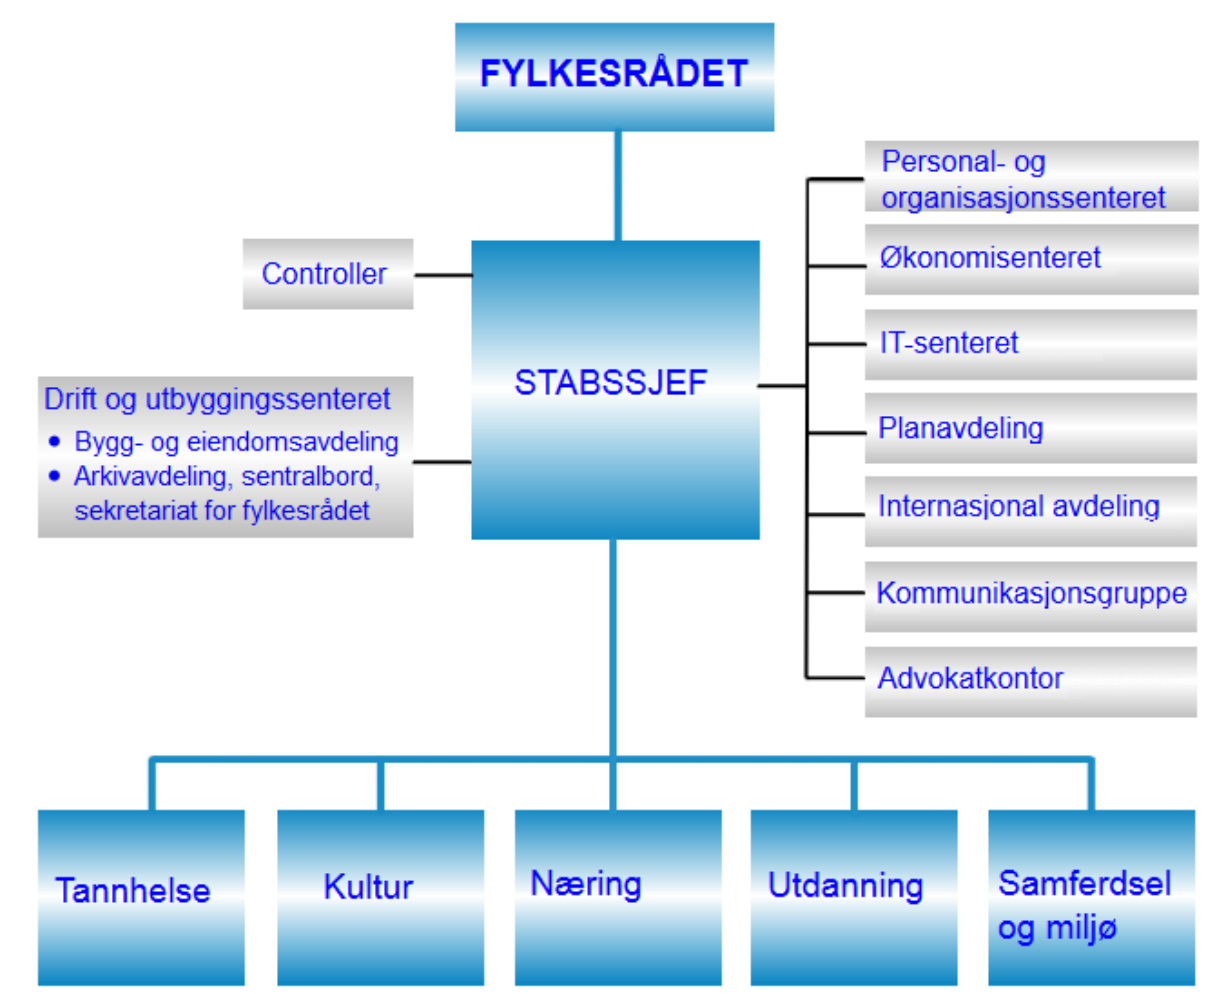 FYLKESRÅDET
Controller
Drift og utbyggingssenteret
• Bygg- og eiendomsavdeling
• Arkivavdeling, sentralbord,
sekretariat for fylkesrådet
STABSSJEF
Personal- og
organisasjonssenteret
Økonomisenteret
IT-senteret
Planavdeling
Internasjonal avdeling
Kommunikasjonsgruppe
Advokatkontor
Tannhelse
Kultur
Næring
Utdanning
Samferdsel
og miljø